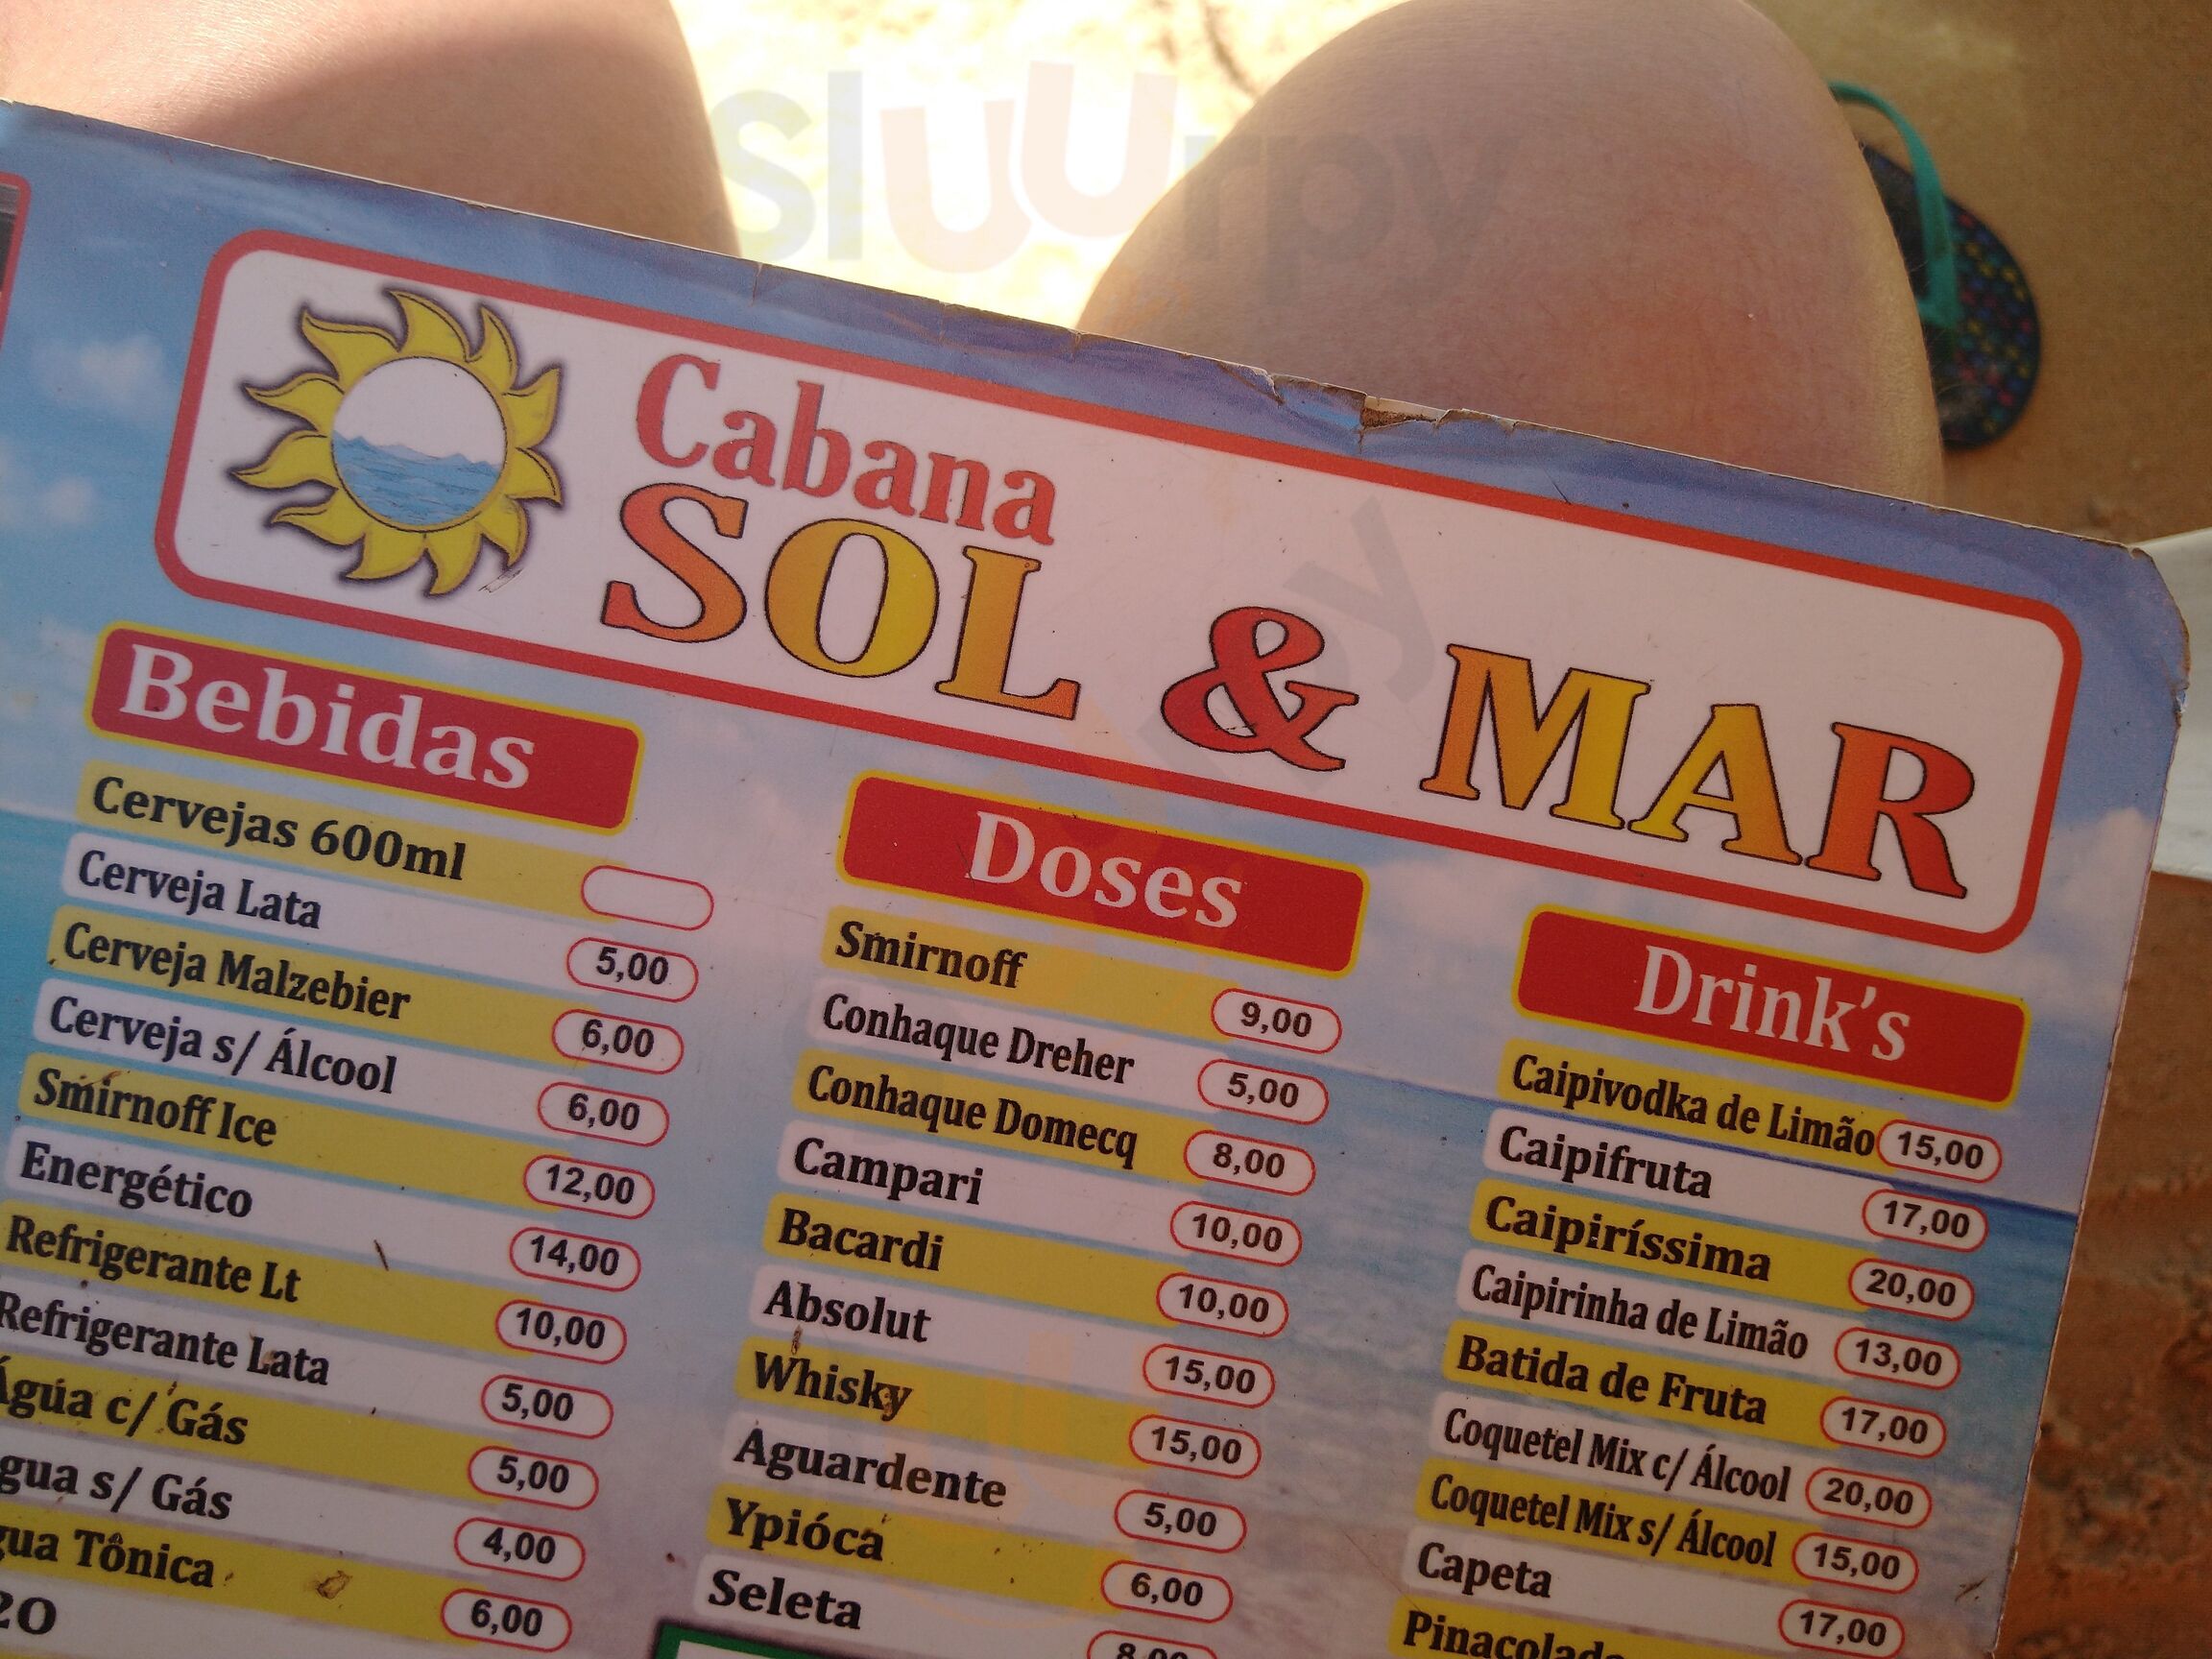 sluurpy
Cabana
SOL & MAR
Bebidas
Cervejas 600ml
Cerveja Lata 5,00
Cerveja Malzebier 6,00
Cerveja s/ Álcool 6,00
Smirnoff Ice 12,00
Energético 14,00
Refrigerante Lt 10,00
Refrigerante Lata 5,00
Água c/ Gás 5,00
gua s/ Gás 4,00
gua Tônica 6,00
Doses
Smirnoff 9,00
Conhaque Dreher 5,00
Conhaque Domecq 8,00
Campari 10,00
Bacardi 10,00
Absolut 15,00
Whisky 15,00
Aguardente 5,00
Ypióca 6,00
Seleta 8,00
Drink's
Caipivodka de Limão 15,00
Caipifruta 17,00
Caipiríssima 20,00
Caipirinha de Limão 13,00
Batida de Fruta 17,00
Coquetel Mix c/ Álcool 20,00
Coquetel Mix s/ Álcool 15,00
Capeta 17,00
Pinacolada